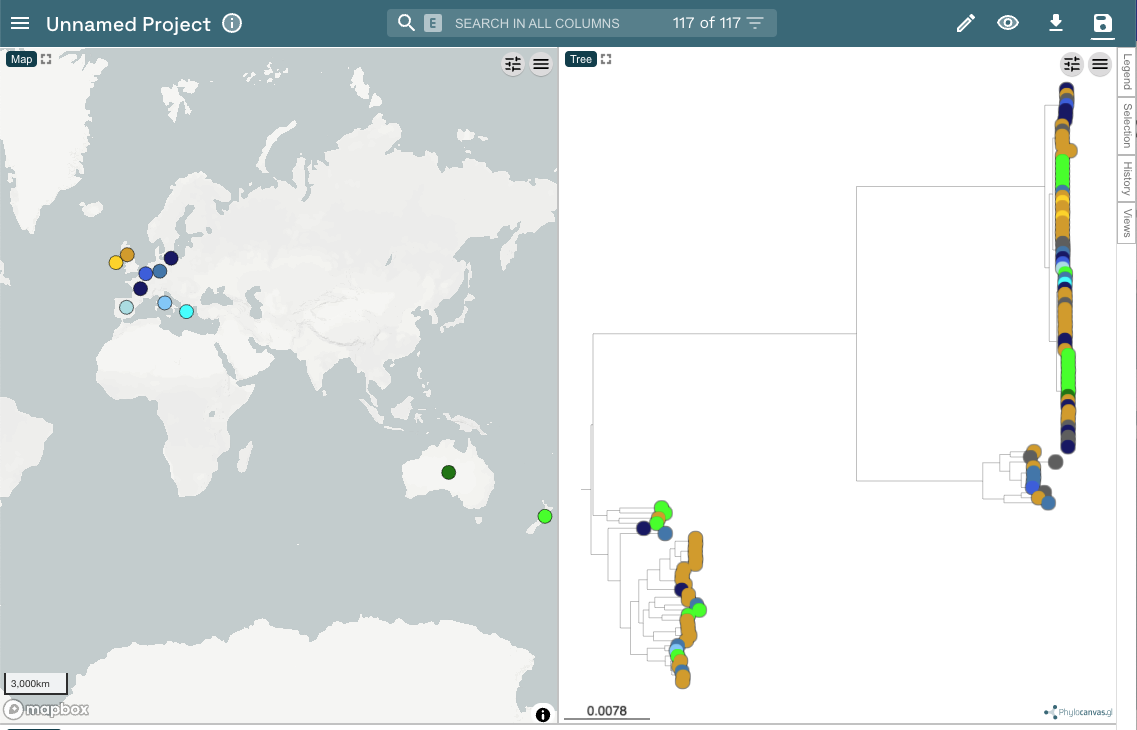 Unnamed Project
E SEARCH IN ALL COLUMNS 117 of 117
Map
Tree
Legend
Selection
History
Views
3,000km
mapbox
0.0078
Phylocanvas.gl